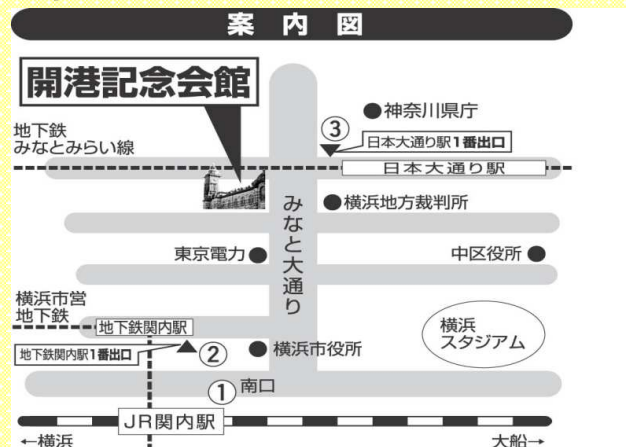 案内図
開港記念会館
●神奈川県庁
③
地下鉄
みなとみらい線
日本大通り駅1番出口
日本大通り駅
みなと大通り
●横浜地方裁判所
東京電力●
中区役所●
横浜市営
地下鉄
地下鉄関内駅
横浜
スタジアム
地下鉄関内駅1番出口
②
●横浜市役所
①南口
JR関内駅
←横浜
大船→